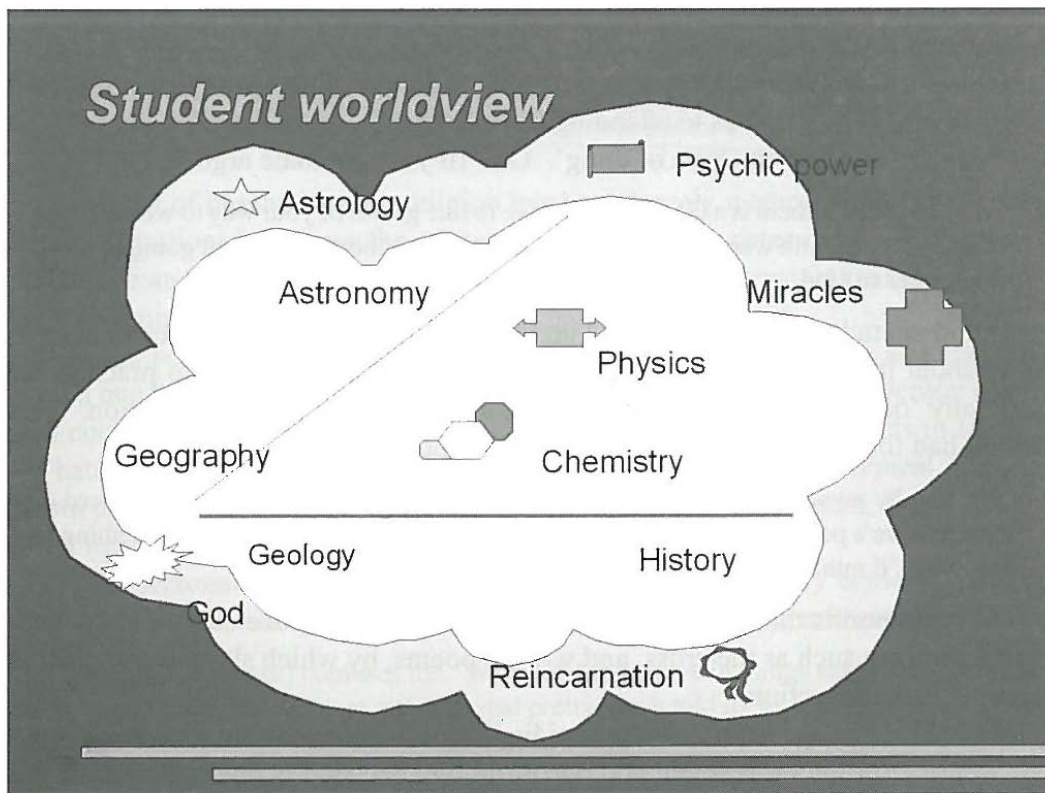 Student worldview
Psychic power
Astrology
Astronomy
Miracles
Physics
Geography
Chemistry
Geology
History
God
Reincarnation